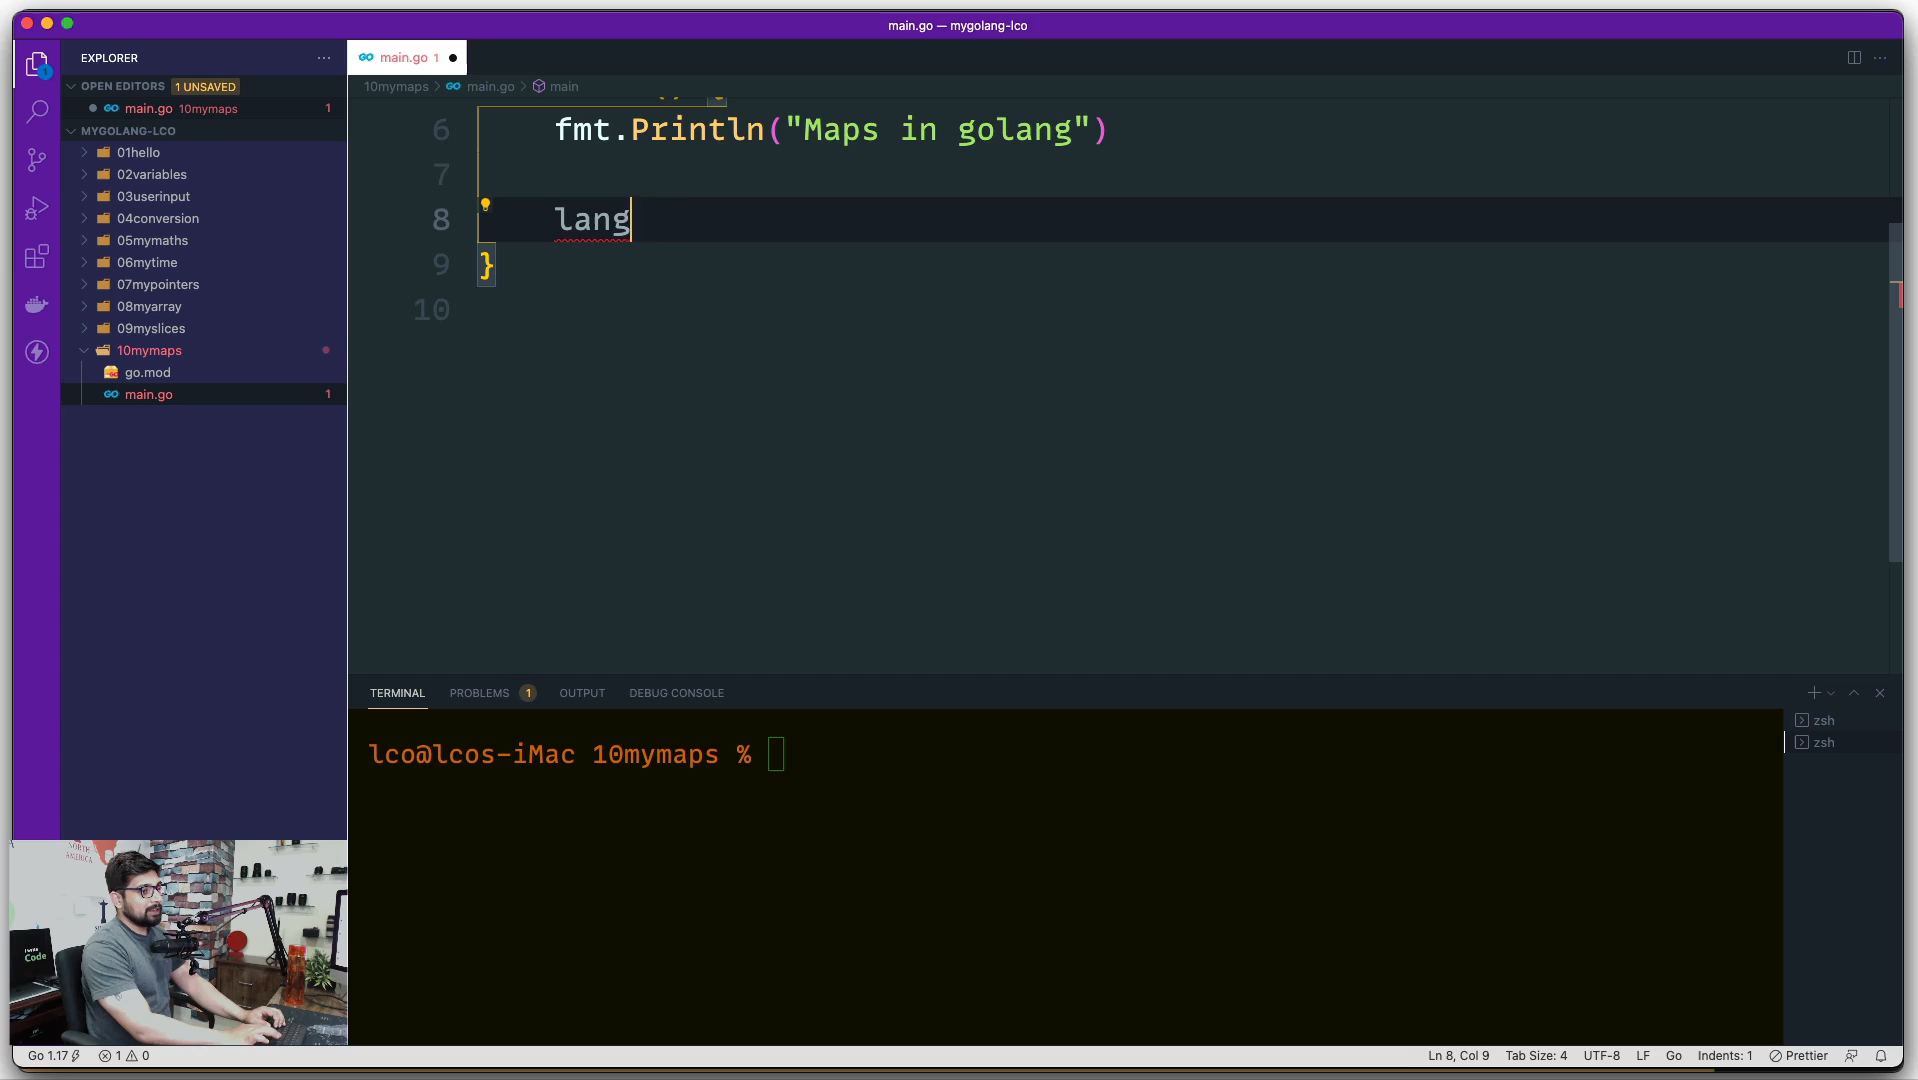 main.go — mygolang-lco
EXPLORER
main.go 1
OPEN EDITORS 1 UNSAVED
10mymaps > main.go > main
main.go 10mymaps 1
MYGOLANG-LCO
01hello
02variables
03userinput
04conversion
05mymaths
06mytime
07mypointers
08myarray
09myslices
10mymaps
go.mod
main.go 1
6 fmt.Println("Maps in golang")
7
8 lang
9 }
10
TERMINAL PROBLEMS 1 OUTPUT DEBUG CONSOLE
zsh
zsh
lco@lcos-iMac 10mymaps %
NORTH
AMERICA
I write
Code
Go 1.17 1 0
Ln 8, Col 9 Tab Size: 4 UTF-8 LF Go Indents: 1 Prettier